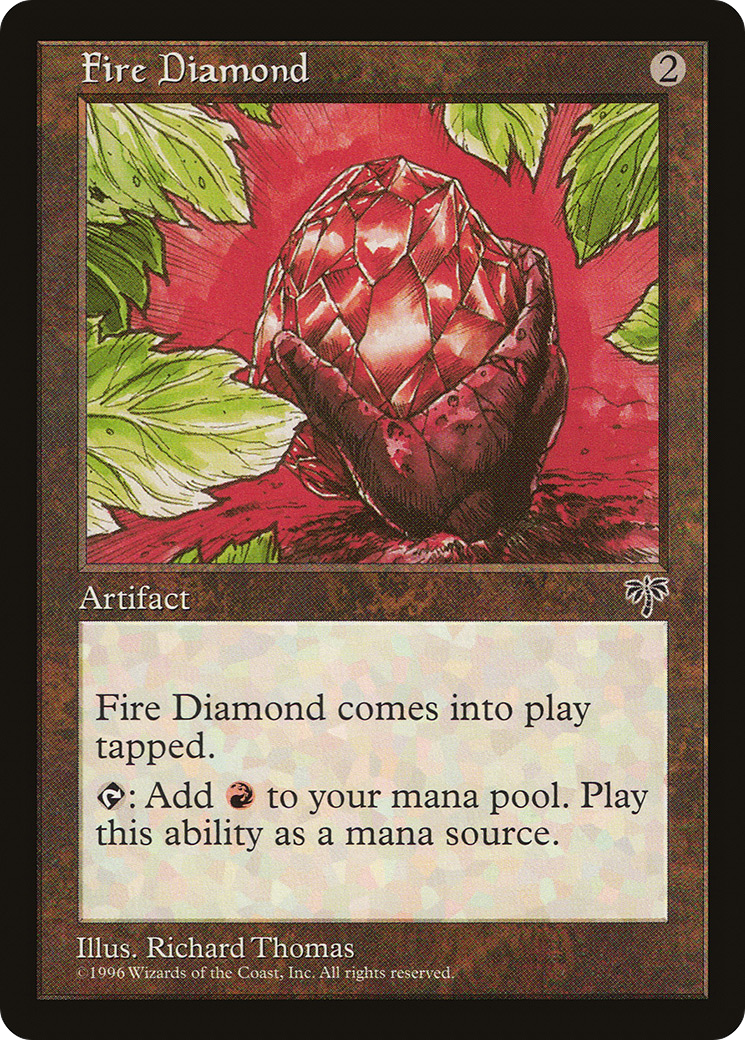 Fire Diamond 2
Artifact
Fire Diamond comes into play
tapped.
: Add to your mana pool. Play
this ability as a mana source.
Illus. Richard Thomas
©1996 Wizards of the Coast, Inc. All rights reserved.